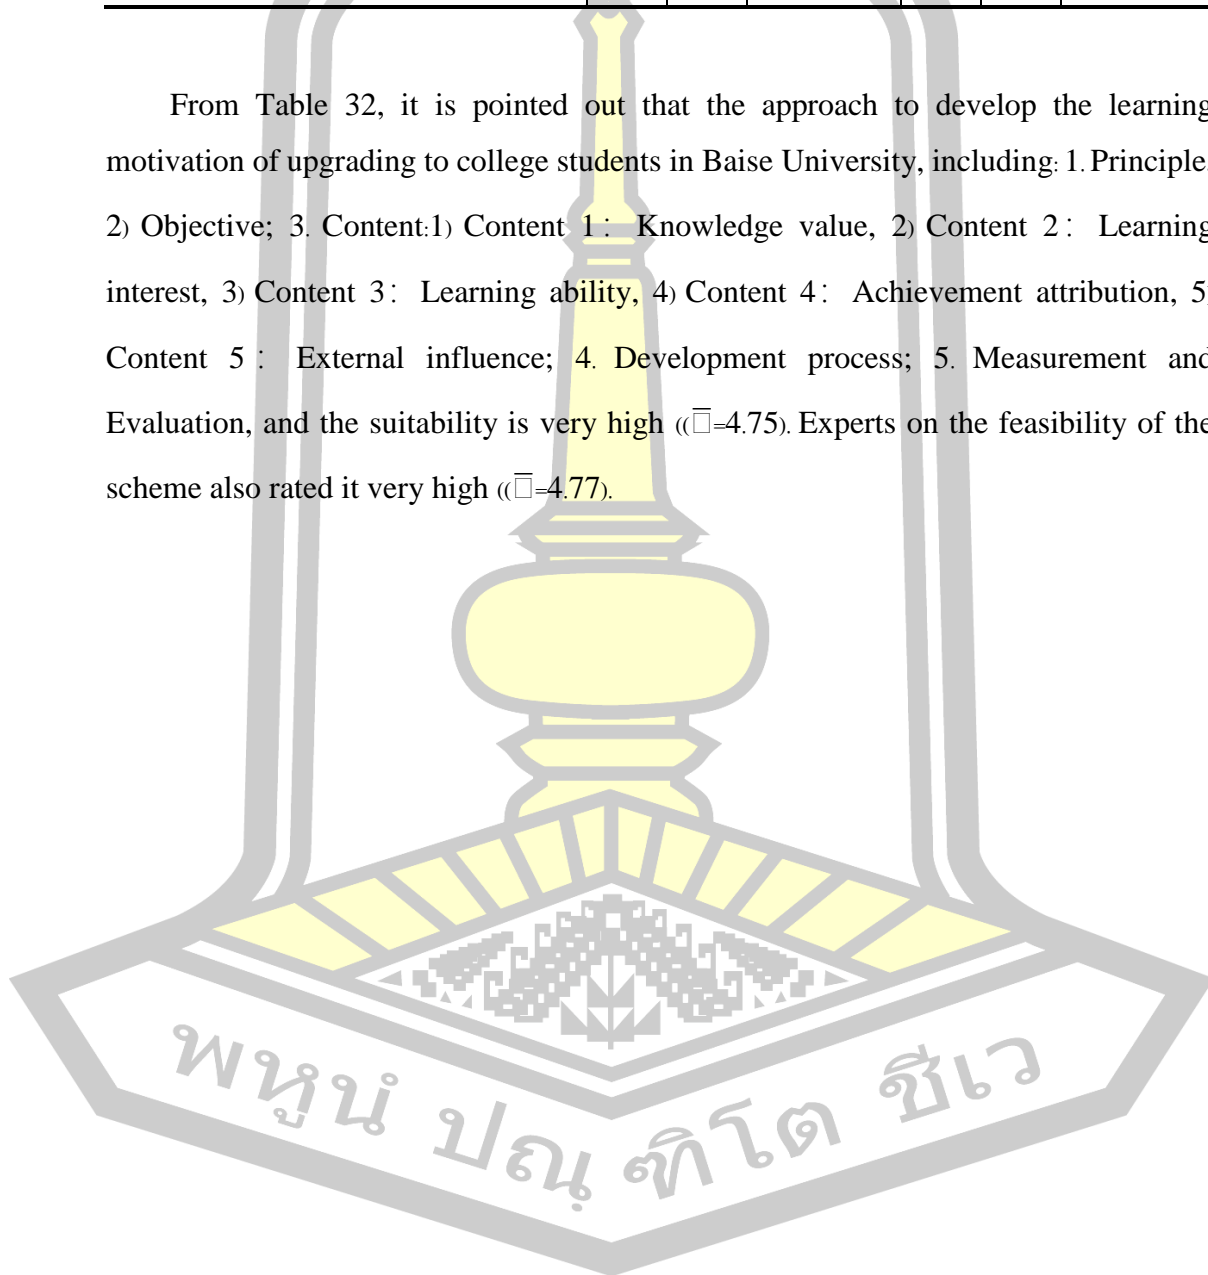 From Table 32, it is pointed out that the approach to develop the learning
motivation of upgrading to college students in Baise University, including: 1. Principle.
2) Objective; 3. Content:1) Content 1： Knowledge value, 2) Content 2： Learning
interest, 3) Content 3： Learning ability, 4) Content 4： Achievement attribution, 5)
Content 5： External influence; 4. Development process; 5. Measurement and
Evaluation, and the suitability is very high ((□̅=4.75). Experts on the feasibility of the
scheme also rated it very high ((□̅=4.77).
พหูนํ ปณฺฑิโต ชีเว